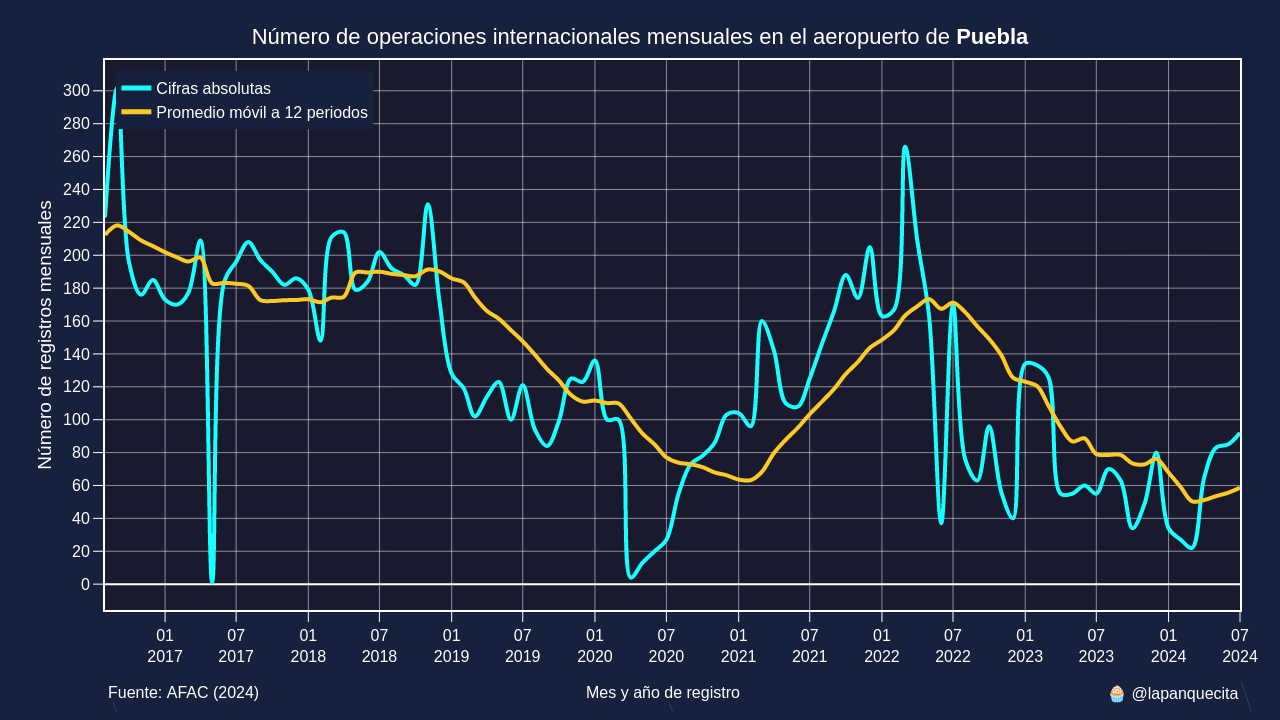 Número de operaciones internacionales mensuales en el aeropuerto de Puebla
Cifras absolutas
Promedio móvil a 12 periodos
Número de registros mensuales
300
280
260
240
220
200
180
160
140
120
100
80
60
40
20
0
01 07 01 07 01 07 01 07 01 07 01 07 01 07 01 07
2017 2017 2018 2018 2019 2019 2020 2020 2021 2021 2022 2022 2023 2023 2024 2024
Fuente: AFAC (2024)
Mes y año de registro
🧁 @lapanquecita